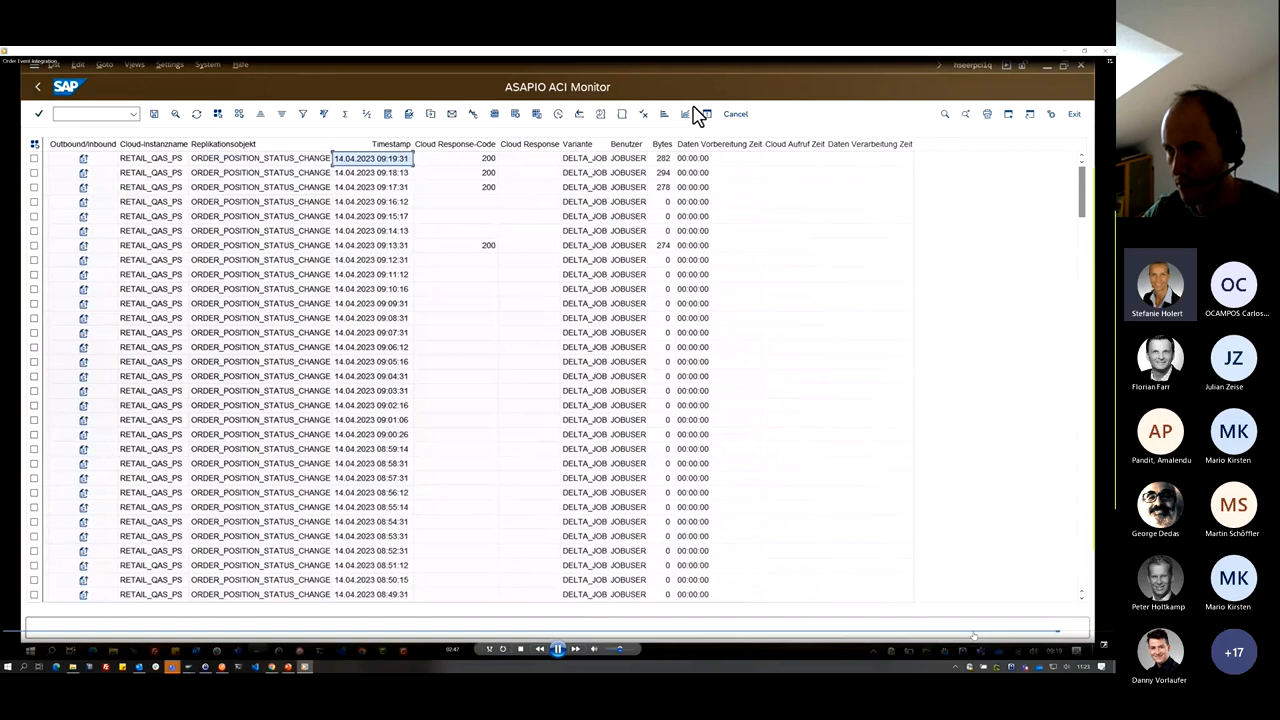 Order Event Integration
List Edit Goto Views Settings System Hilfe
SAP ASAPIO ACI Monitor
Cancel Exit
Outbound/Inbound Cloud-Instanzname Replikationsobjekt Timestamp Cloud Response-Code Cloud Response Variante Benutzer Bytes Daten Vorbereitung Zeit Cloud Aufruf Zeit Daten Verarbeitung Zeit
RETAIL_QAS_PS ORDER_POSITION_STATUS_CHANGE 14.04.2023 09:19:31 200 DELTA_JOB JOBUSER 282 00:00:00
RETAIL_QAS_PS ORDER_POSITION_STATUS_CHANGE 14.04.2023 09:18:13 200 DELTA_JOB JOBUSER 294 00:00:00
RETAIL_QAS_PS ORDER_POSITION_STATUS_CHANGE 14.04.2023 09:17:31 200 DELTA_JOB JOBUSER 278 00:00:00
RETAIL_QAS_PS ORDER_POSITION_STATUS_CHANGE 14.04.2023 09:16:12 DELTA_JOB JOBUSER 0 00:00:00
RETAIL_QAS_PS ORDER_POSITION_STATUS_CHANGE 14.04.2023 09:15:17 DELTA_JOB JOBUSER 0 00:00:00
RETAIL_QAS_PS ORDER_POSITION_STATUS_CHANGE 14.04.2023 09:14:13 DELTA_JOB JOBUSER 0 00:00:00
RETAIL_QAS_PS ORDER_POSITION_STATUS_CHANGE 14.04.2023 09:13:31 200 DELTA_JOB JOBUSER 274 00:00:00
RETAIL_QAS_PS ORDER_POSITION_STATUS_CHANGE 14.04.2023 09:12:31 DELTA_JOB JOBUSER 0 00:00:00
RETAIL_QAS_PS ORDER_POSITION_STATUS_CHANGE 14.04.2023 09:11:12 DELTA_JOB JOBUSER 0 00:00:00
RETAIL_QAS_PS ORDER_POSITION_STATUS_CHANGE 14.04.2023 09:10:16 DELTA_JOB JOBUSER 0 00:00:00
RETAIL_QAS_PS ORDER_POSITION_STATUS_CHANGE 14.04.2023 09:09:31 DELTA_JOB JOBUSER 0 00:00:00
RETAIL_QAS_PS ORDER_POSITION_STATUS_CHANGE 14.04.2023 09:08:31 DELTA_JOB JOBUSER 0 00:00:00
RETAIL_QAS_PS ORDER_POSITION_STATUS_CHANGE 14.04.2023 09:07:31 DELTA_JOB JOBUSER 0 00:00:00
RETAIL_QAS_PS ORDER_POSITION_STATUS_CHANGE 14.04.2023 09:06:12 DELTA_JOB JOBUSER 0 00:00:00
RETAIL_QAS_PS ORDER_POSITION_STATUS_CHANGE 14.04.2023 09:05:16 DELTA_JOB JOBUSER 0 00:00:00
RETAIL_QAS_PS ORDER_POSITION_STATUS_CHANGE 14.04.2023 09:04:31 DELTA_JOB JOBUSER 0 00:00:00
RETAIL_QAS_PS ORDER_POSITION_STATUS_CHANGE 14.04.2023 09:03:31 DELTA_JOB JOBUSER 0 00:00:00
RETAIL_QAS_PS ORDER_POSITION_STATUS_CHANGE 14.04.2023 09:02:16 DELTA_JOB JOBUSER 0 00:00:00
RETAIL_QAS_PS ORDER_POSITION_STATUS_CHANGE 14.04.2023 09:01:06 DELTA_JOB JOBUSER 0 00:00:00
RETAIL_QAS_PS ORDER_POSITION_STATUS_CHANGE 14.04.2023 09:00:26 DELTA_JOB JOBUSER 0 00:00:00
RETAIL_QAS_PS ORDER_POSITION_STATUS_CHANGE 14.04.2023 08:59:14 DELTA_JOB JOBUSER 0 00:00:00
RETAIL_QAS_PS ORDER_POSITION_STATUS_CHANGE 14.04.2023 08:58:31 DELTA_JOB JOBUSER 0 00:00:00
RETAIL_QAS_PS ORDER_POSITION_STATUS_CHANGE 14.04.2023 08:57:31 DELTA_JOB JOBUSER 0 00:00:00
RETAIL_QAS_PS ORDER_POSITION_STATUS_CHANGE 14.04.2023 08:56:12 DELTA_JOB JOBUSER 0 00:00:00
RETAIL_QAS_PS ORDER_POSITION_STATUS_CHANGE 14.04.2023 08:55:14 DELTA_JOB JOBUSER 0 00:00:00
RETAIL_QAS_PS ORDER_POSITION_STATUS_CHANGE 14.04.2023 08:54:31 DELTA_JOB JOBUSER 0 00:00:00
RETAIL_QAS_PS ORDER_POSITION_STATUS_CHANGE 14.04.2023 08:53:31 DELTA_JOB JOBUSER 0 00:00:00
RETAIL_QAS_PS ORDER_POSITION_STATUS_CHANGE 14.04.2023 08:52:31 DELTA_JOB JOBUSER 0 00:00:00
RETAIL_QAS_PS ORDER_POSITION_STATUS_CHANGE 14.04.2023 08:51:12 DELTA_JOB JOBUSER 0 00:00:00
RETAIL_QAS_PS ORDER_POSITION_STATUS_CHANGE 14.04.2023 08:50:15 DELTA_JOB JOBUSER 0 00:00:00
RETAIL_QAS_PS ORDER_POSITION_STATUS_CHANGE 14.04.2023 08:49:31 DELTA_JOB JOBUSER 0 00:00:00
02:47
09:19
11:23
OC
Stefanie Holert OCAMPOS Carlos...
JZ
Florian Farr Julian Zeise
AP MK
Pandit, Amalendu Mario Kirsten
MS
George Dedas Martin Schöffler
MK
Peter Holtkamp Mario Kirsten
+17
Danny Vorlaufer